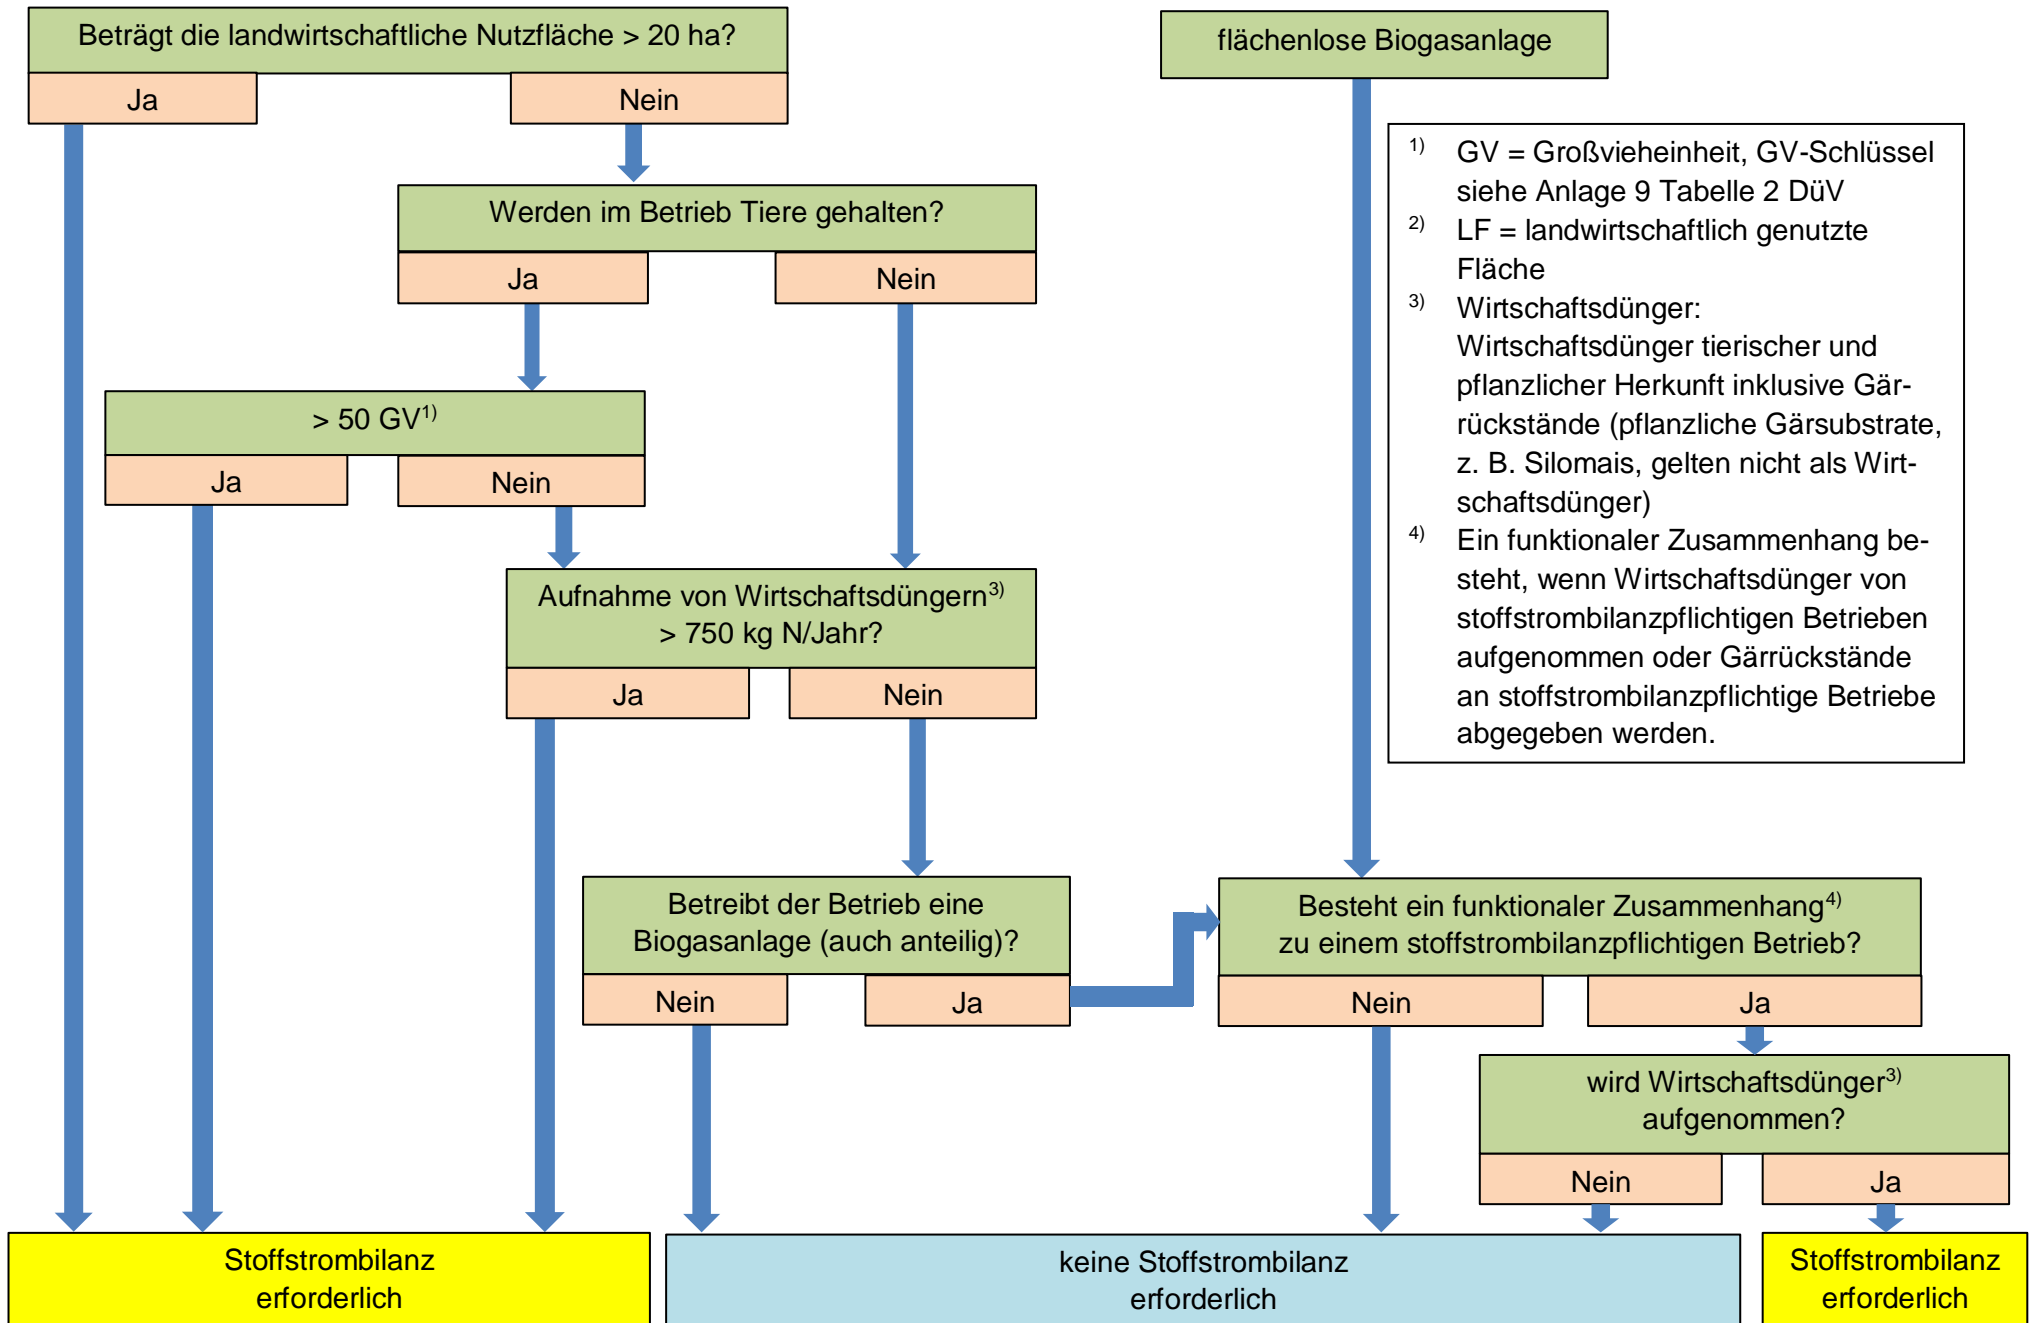 Beträgt die landwirtschaftliche Nutzfläche > 20 ha?
Ja
Nein
flächenlose Biogasanlage
Werden im Betrieb Tiere gehalten?
Ja
Nein
> 50 GV1)
Ja
Nein
Aufnahme von Wirtschaftsdüngern3)
> 750 kg N/Jahr?
Ja
Nein
1) GV = Großvieheinheit, GV-Schlüssel
siehe Anlage 9 Tabelle 2 DüV
2) LF = landwirtschaftlich genutzte
Fläche
3) Wirtschaftsdünger:
Wirtschaftsdünger tierischer und
pflanzlicher Herkunft inklusive Gär-
rückstände (pflanzliche Gärsubstrate,
z. B. Silomais, gelten nicht als Wirt-
schaftsdünger)
4) Ein funktionaler Zusammenhang be-
steht, wenn Wirtschaftsdünger von
stoffstrombilanzpflichtigen Betrieben
aufgenommen oder Gärrückstände
an stoffstrombilanzpflichtige Betriebe
abgegeben werden.
Betreibt der Betrieb eine
Biogasanlage (auch anteilig)?
Nein
Ja
Besteht ein funktionaler Zusammenhang4)
zu einem stoffstrombilanzpflichtigen Betrieb?
Nein
Ja
wird Wirtschaftsdünger3)
aufgenommen?
Nein
Ja
Stoffstrombilanz
erforderlich
keine Stoffstrombilanz
erforderlich
Stoffstrombilanz
erforderlich